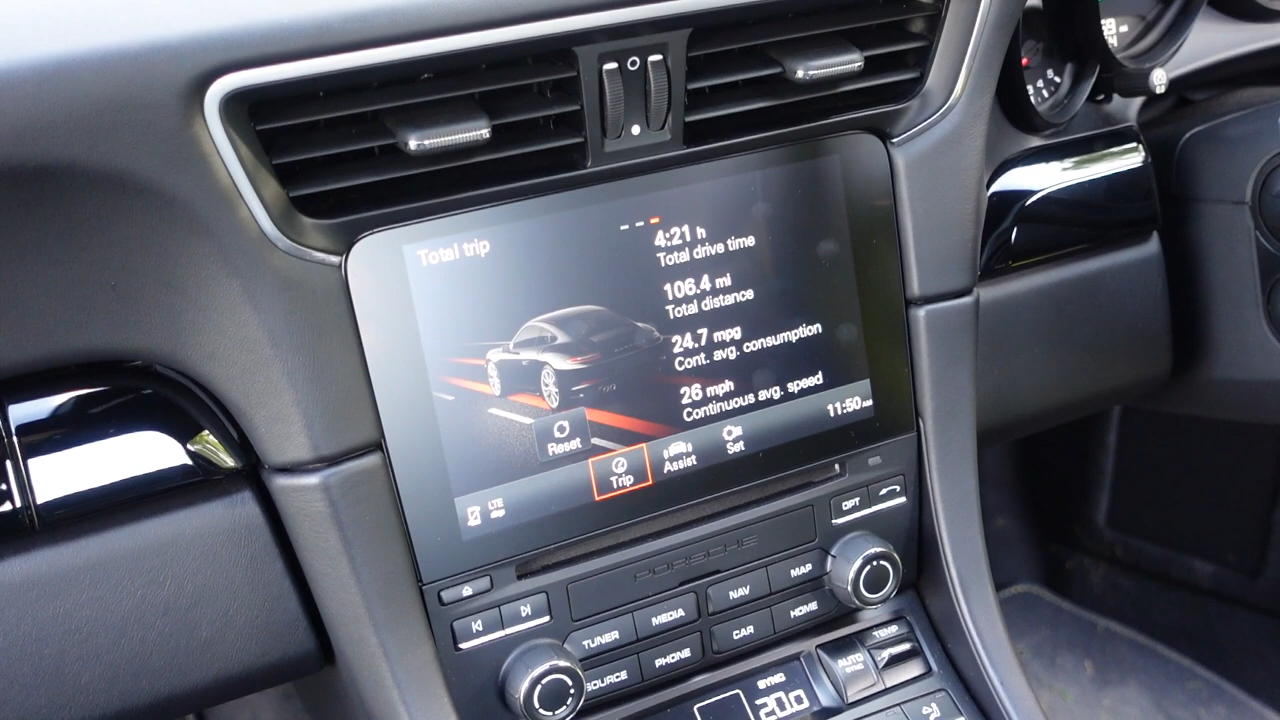 Total trip
4:21 h
Total drive time
106.4 mi
Total distance
24.7 mpg
Cont. avg. consumption
26 mph
Continuous avg. speed
11:50 AM
Reset
Trip
Assist
Set
LTE
OPT
PORSCHE
TUNER
MEDIA
NAV
MAP
SOURCE
PHONE
CAR
HOME
SYNC
20.0
AUTO
SYNC
TEMP